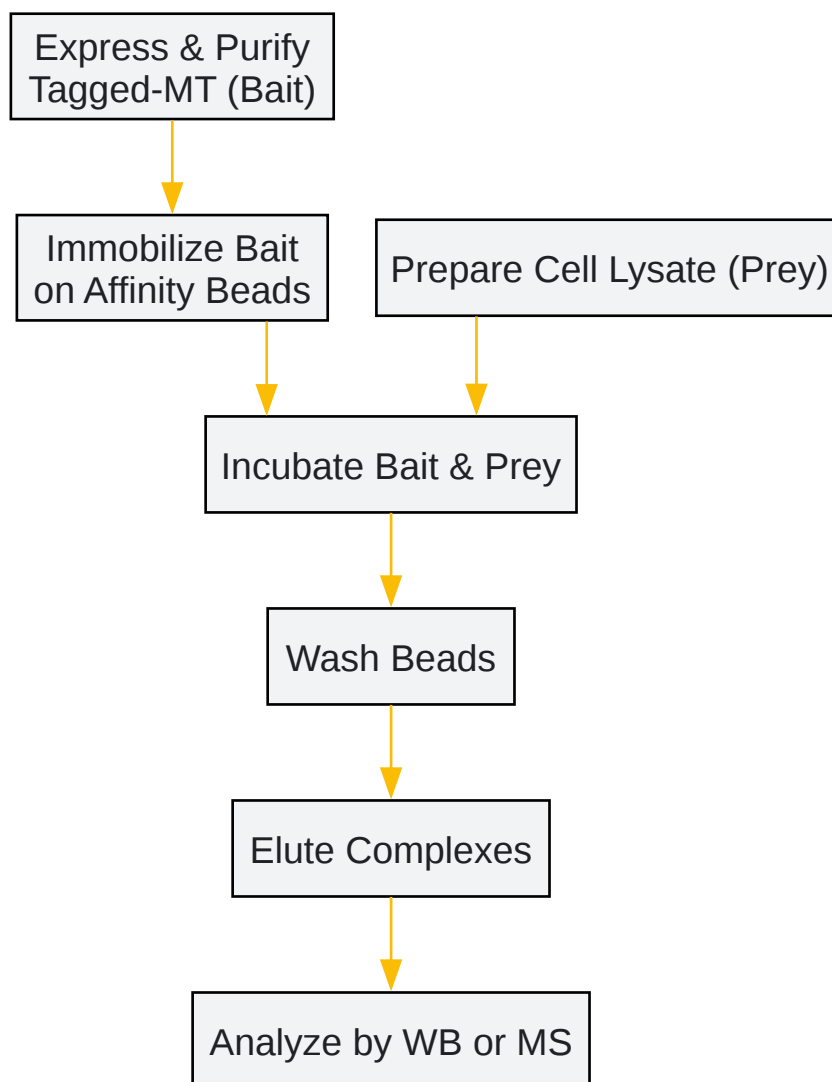 Express & Purify
Tagged-MT (Bait)
Immobilize Bait
on Affinity Beads
Prepare Cell Lysate (Prey)
Incubate Bait & Prey
Wash Beads
Elute Complexes
Analyze by WB or MS